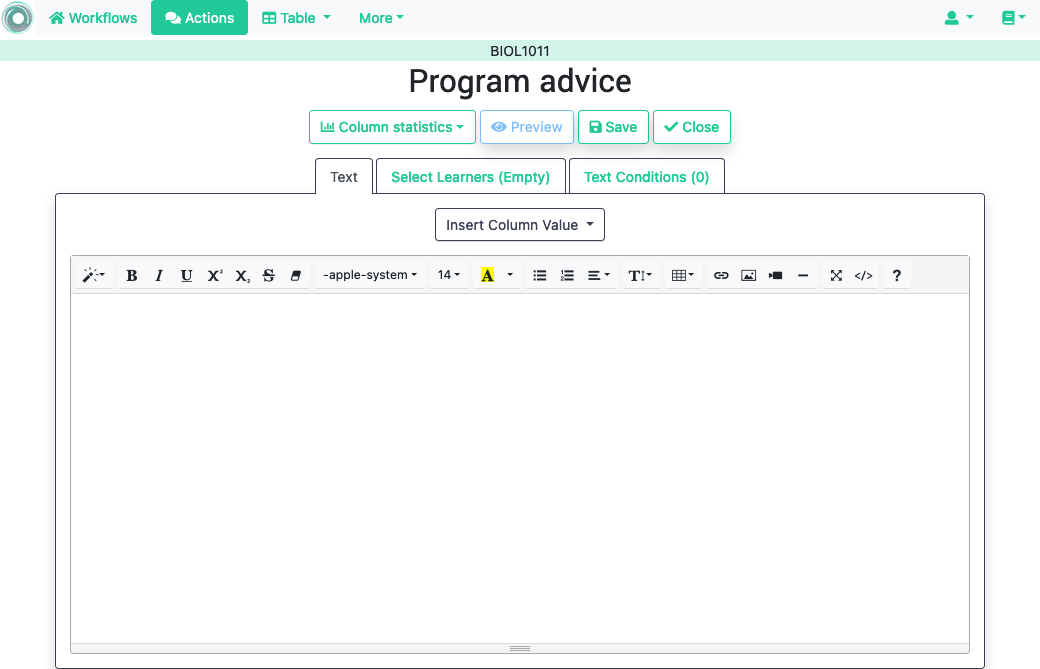 Workflows Actions Table More
BIOL1011
Program advice
Column statistics Preview Save Close
Text Select Learners (Empty) Text Conditions (0)
Insert Column Value
B I U X² X₂ S -apple-system 14 A T </> ?